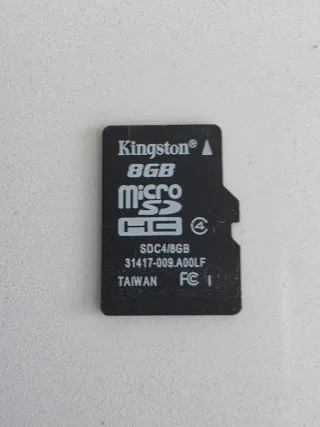 Kingston®
8GB
micro
SD
HC 4
SDC4/8GB
31417-009.A00LF
TAIWAN FC I